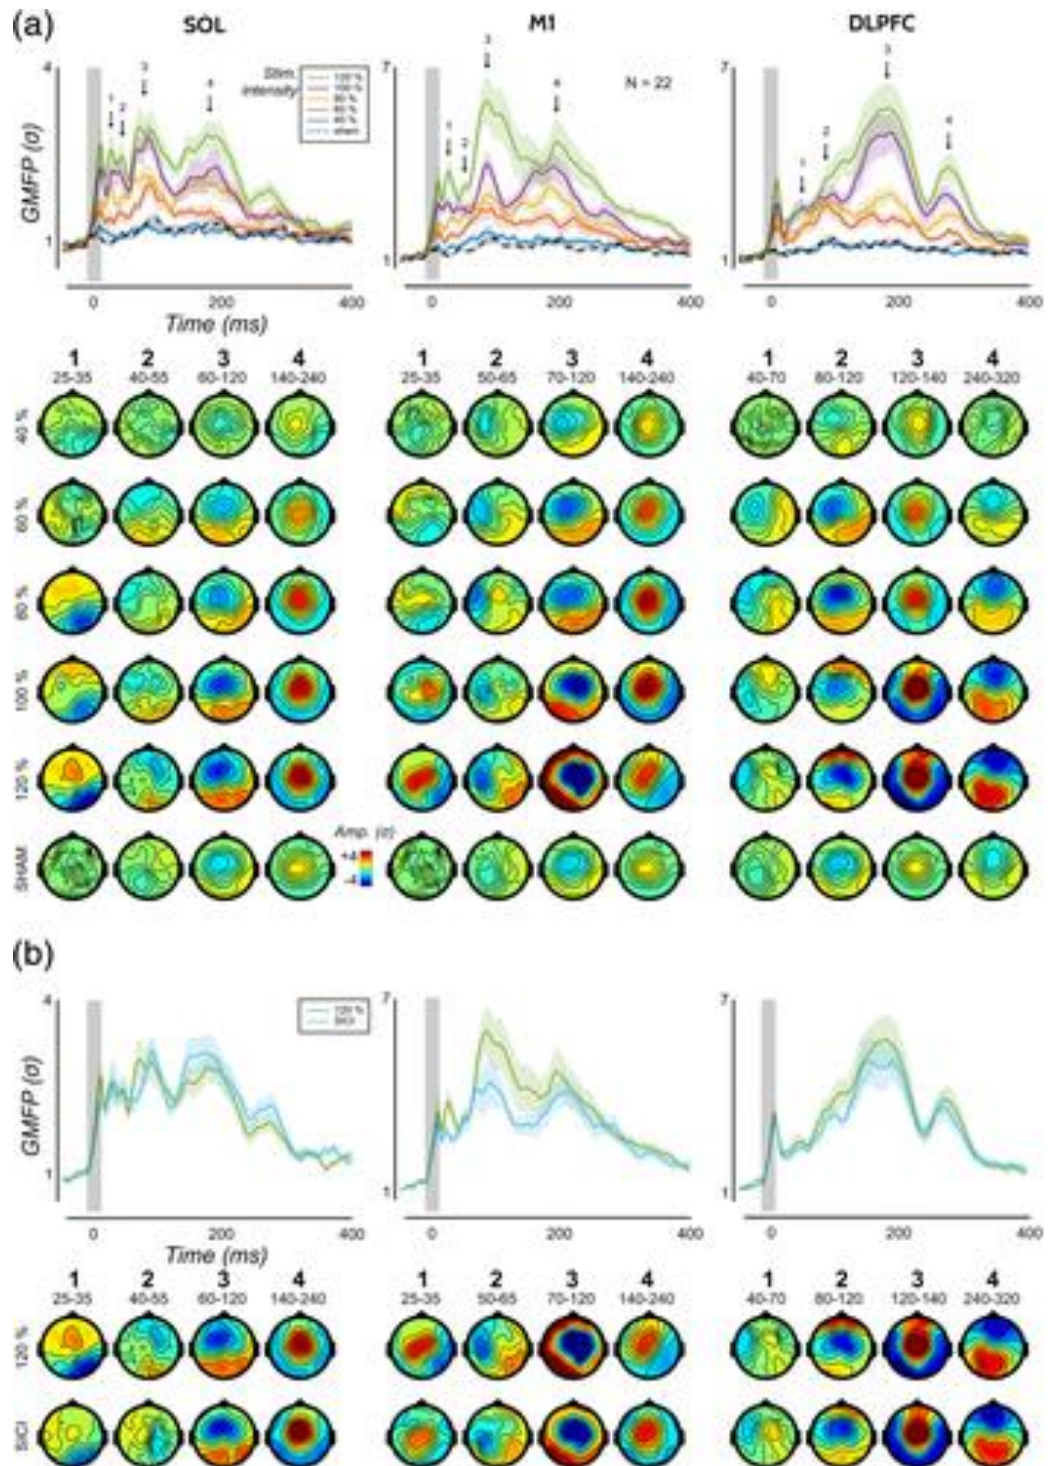 (a)
SOL M1 DLPFC
4 7 7
1 2 3 4 1 2 3 4 1 2 3 4
Stim. intensity
120 %
100 %
sham
N = 22
GMFP (σ)
1 1 1
0 200 400 0 200 400 0 200 400
Time (ms)
1 2 3 4 1 2 3 4 1 2 3 4
25-35 40-55 60-120 140-240 25-35 50-65 70-120 140-240 40-70 80-120 120-140 240-320
40 %
60 %
80 %
100 %
120 %
SHAM
Amp. (σ)
+4
-4
(b)
4 7 7
120 %
SICI
GMFP (σ)
1 1 1
0 200 400 0 200 400 0 200 400
Time (ms)
1 2 3 4 1 2 3 4 1 2 3 4
25-35 40-55 60-120 140-240 25-35 50-65 70-120 140-240 40-70 80-120 120-140 240-320
120 %
SICI